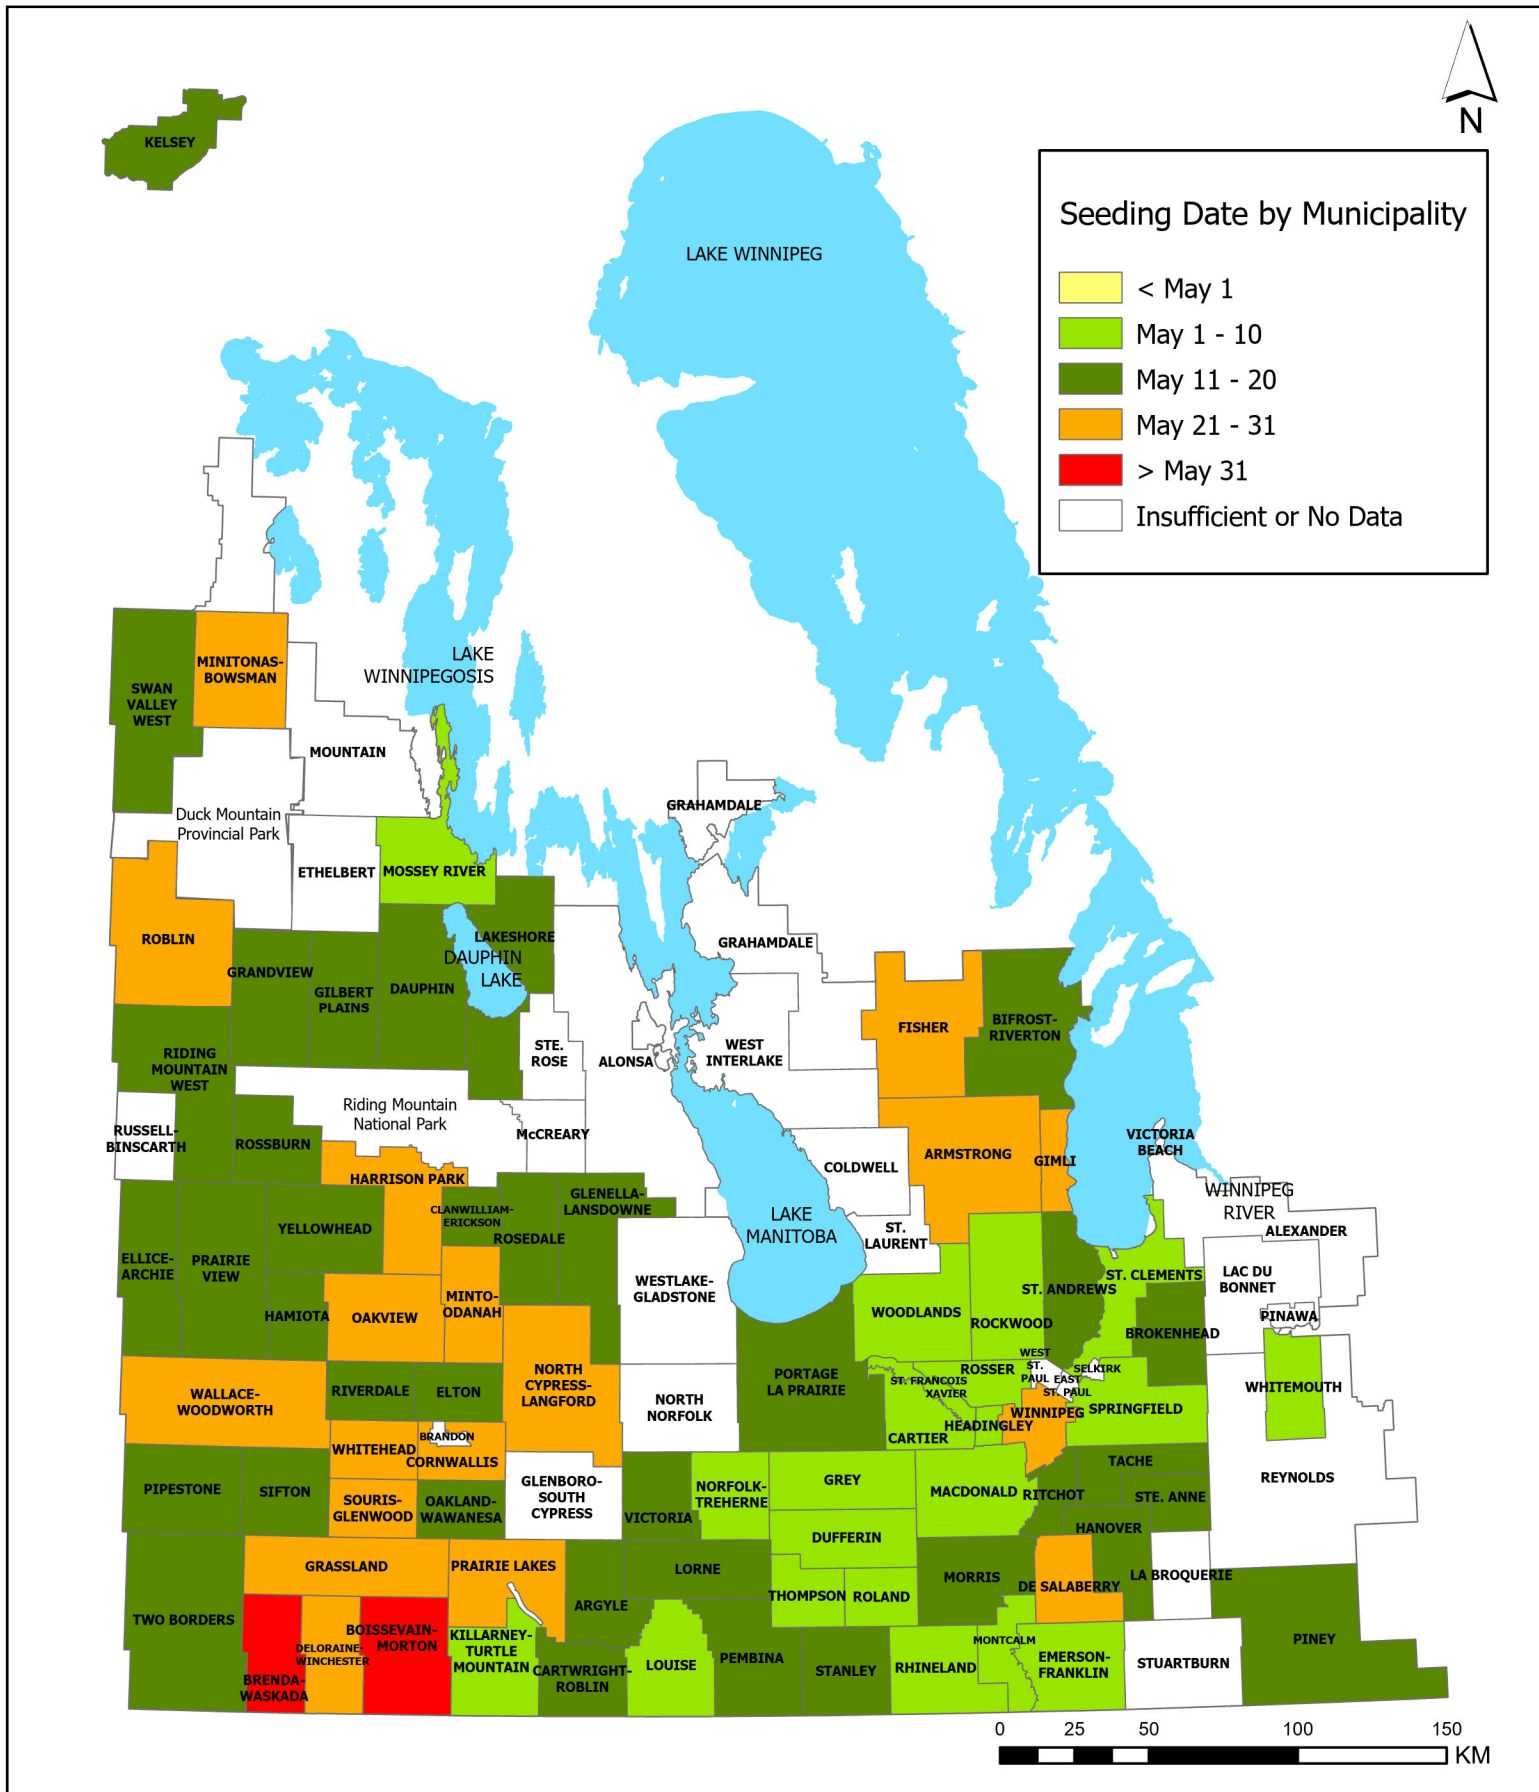 N
Seeding Date by Municipality
< May 1
May 1 - 10
May 11 - 20
May 21 - 31
> May 31
Insufficient or No Data
KELSEY
LAKE WINNIPEG
LAKE
WINNIPEGOSIS
MINITONAS-
BOWSMAN
SWAN
VALLEY
WEST
MOUNTAIN
Duck Mountain
Provincial Park
GRAHAMDALE
ETHELBERT
MOSSEY RIVER
ROBLIN
LAKESHORE
DAUPHIN
LAKE
GRAHAMDALE
GRANDVIEW
GILBERT
PLAINS
DAUPHIN
FISHER
BIFROST-
RIVERTON
RIDING
MOUNTAIN
WEST
STE.
ROSE
ALONSA
WEST
INTERLAKE
Riding Mountain
National Park
RUSSELL-
BINSCARTH
ROSSBURN
McCREARY
VICTORIA
BEACH
COLDWELL
ARMSTRONG
GIMLI
HARRISON PARK
WINNIPEG
RIVER
ALEXANDER
GLENELLA-
LANSDOWNE
CLANWILLIAM-
ERICKSON
ROSEDALE
YELLOWHEAD
LAKE
MANITOBA
ST.
LAURENT
ELLICE-
ARCHIE
PRAIRIE
VIEW
LAC DU
BONNET
ST. CLEMENTS
WESTLAKE-
GLADSTONE
ST. ANDREWS
MINTO-
ODANAH
HAMIOTA
OAKVIEW
WOODLANDS
ROCKWOOD
PINAWA
BROKENHEAD
NORTH
CYPRESS-
LANGFORD
PORTAGE
LA PRAIRIE
ROSSER
WEST
ST.
PAUL
SELKIRK
EAST
ST. PAUL
ST. FRANCOIS
XAVIER
WHITEMOUTH
WALLACE-
WOODWORTH
RIVERDALE
ELTON
NORTH
NORFOLK
SPRINGFIELD
WINNIPEG
HEADINGLEY
CARTIER
WHITEHEAD
BRANDON
CORNWALLIS
TACHE
REYNOLDS
PIPESTONE
SIFTON
SOURIS-
GLENWOOD
OAKLAND-
WAWANESA
GLENBORO-
SOUTH
CYPRESS
VICTORIA
NORFOLK-
TREHERNE
GREY
MACDONALD
RITCHOT
STE. ANNE
HANOVER
DUFFERIN
GRASSLAND
PRAIRIE LAKES
LORNE
MORRIS
DE SALABERRY
LA BROQUERIE
THOMPSON
ROLAND
ARGYLE
TWO BORDERS
BOISSEVAIN-
MORTON
DELORAINE-
WINCHESTER
KILLARNEY-
TURTLE
MOUNTAIN
BRENDA-
WASKADA
CARTWRIGHT-
ROBLIN
LOUISE
PEMBINA
STANLEY
RHINELAND
MONTCALM
EMERSON-
FRANKLIN
STUARTBURN
PINEY
0 25 50 100 150
KM